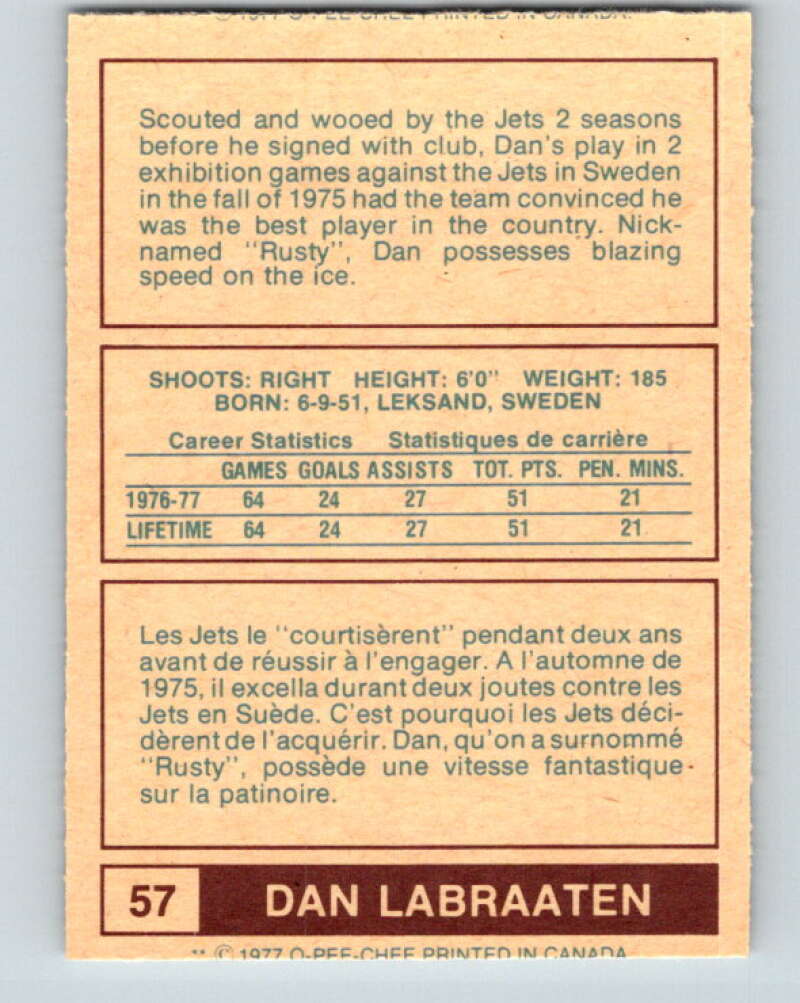 © 1977 O-PEE-CHEE PRINTED IN CANADA.
Scouted and wooed by the Jets 2 seasons
before he signed with club, Dan's play in 2
exhibition games against the Jets in Sweden
in the fall of 1975 had the team convinced he
was the best player in the country. Nick-
named "Rusty", Dan possesses blazing
speed on the ice.
SHOOTS: RIGHT HEIGHT: 6'0" WEIGHT: 185
BORN: 6-9-51, LEKSAND, SWEDEN
Career Statistics Statistiques de carrière
GAMES GOALS ASSISTS TOT. PTS. PEN. MINS.
1976-77 64 24 27 51 21
LIFETIME 64 24 27 51 21
Les Jets le "courtisèrent" pendant deux ans
avant de réussir à l'engager. A l'automne de
1975, il excella durant deux joutes contre les
Jets en Suède. C'est pourquoi les Jets déci-
dèrent de l'acquérir. Dan, qu'on a surnommé
"Rusty", possède une vitesse fantastique
sur la patinoire.
57 DAN LABRAATEN
** © 1977 O-PEE-CHEE PRINTED IN CANADA